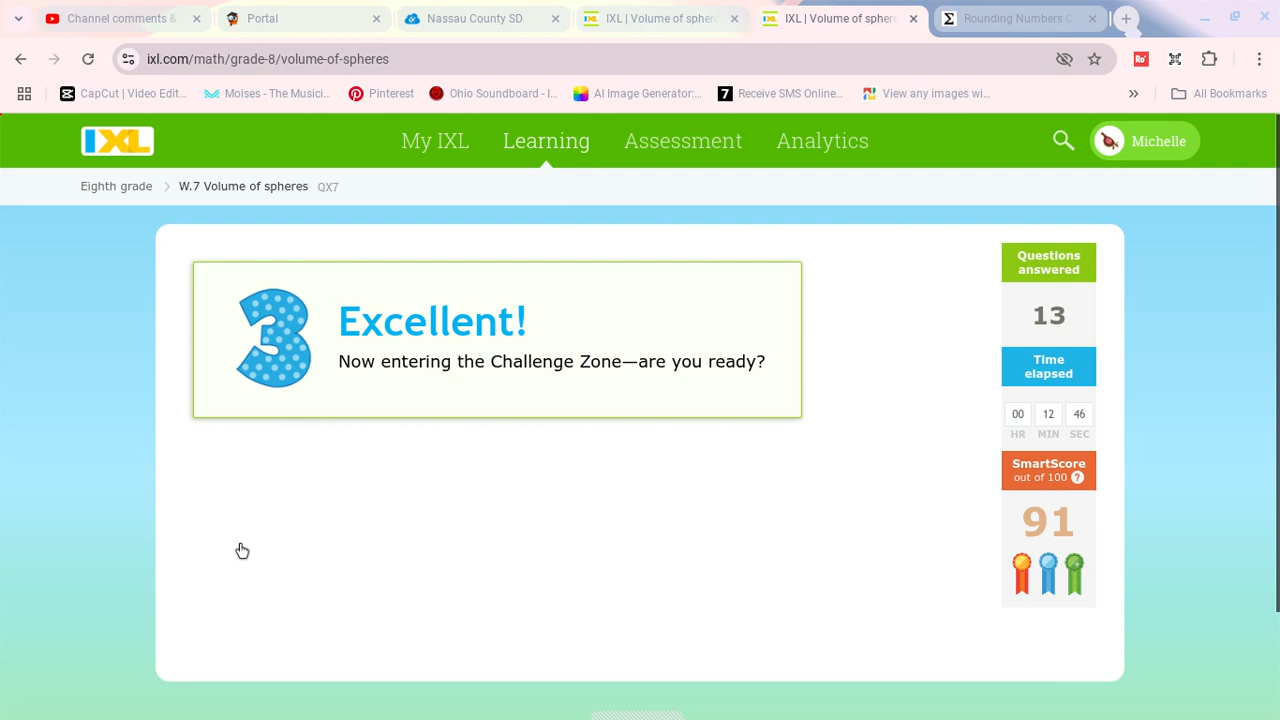 Channel comments &
Portal
Nassau County SD
IXL | Volume of sphere
IXL | Volume of sphere
Rounding Numbers C
ixl.com/math/grade-8/volume-of-spheres
Ro'
CapCut | Video Edit...
Moises - The Musici...
Pinterest
Ohio Soundboard - I...
AI Image Generator:...
7 Receive SMS Online...
View any images wi...
All Bookmarks
IXL
My IXL
Learning
Assessment
Analytics
Michelle
Eighth grade
W.7 Volume of spheres
QX7
3
Excellent!
Now entering the Challenge Zone—are you ready?
Questions
answered
13
Time
elapsed
00 12 46
HR MIN SEC
SmartScore
out of 100 ?
91